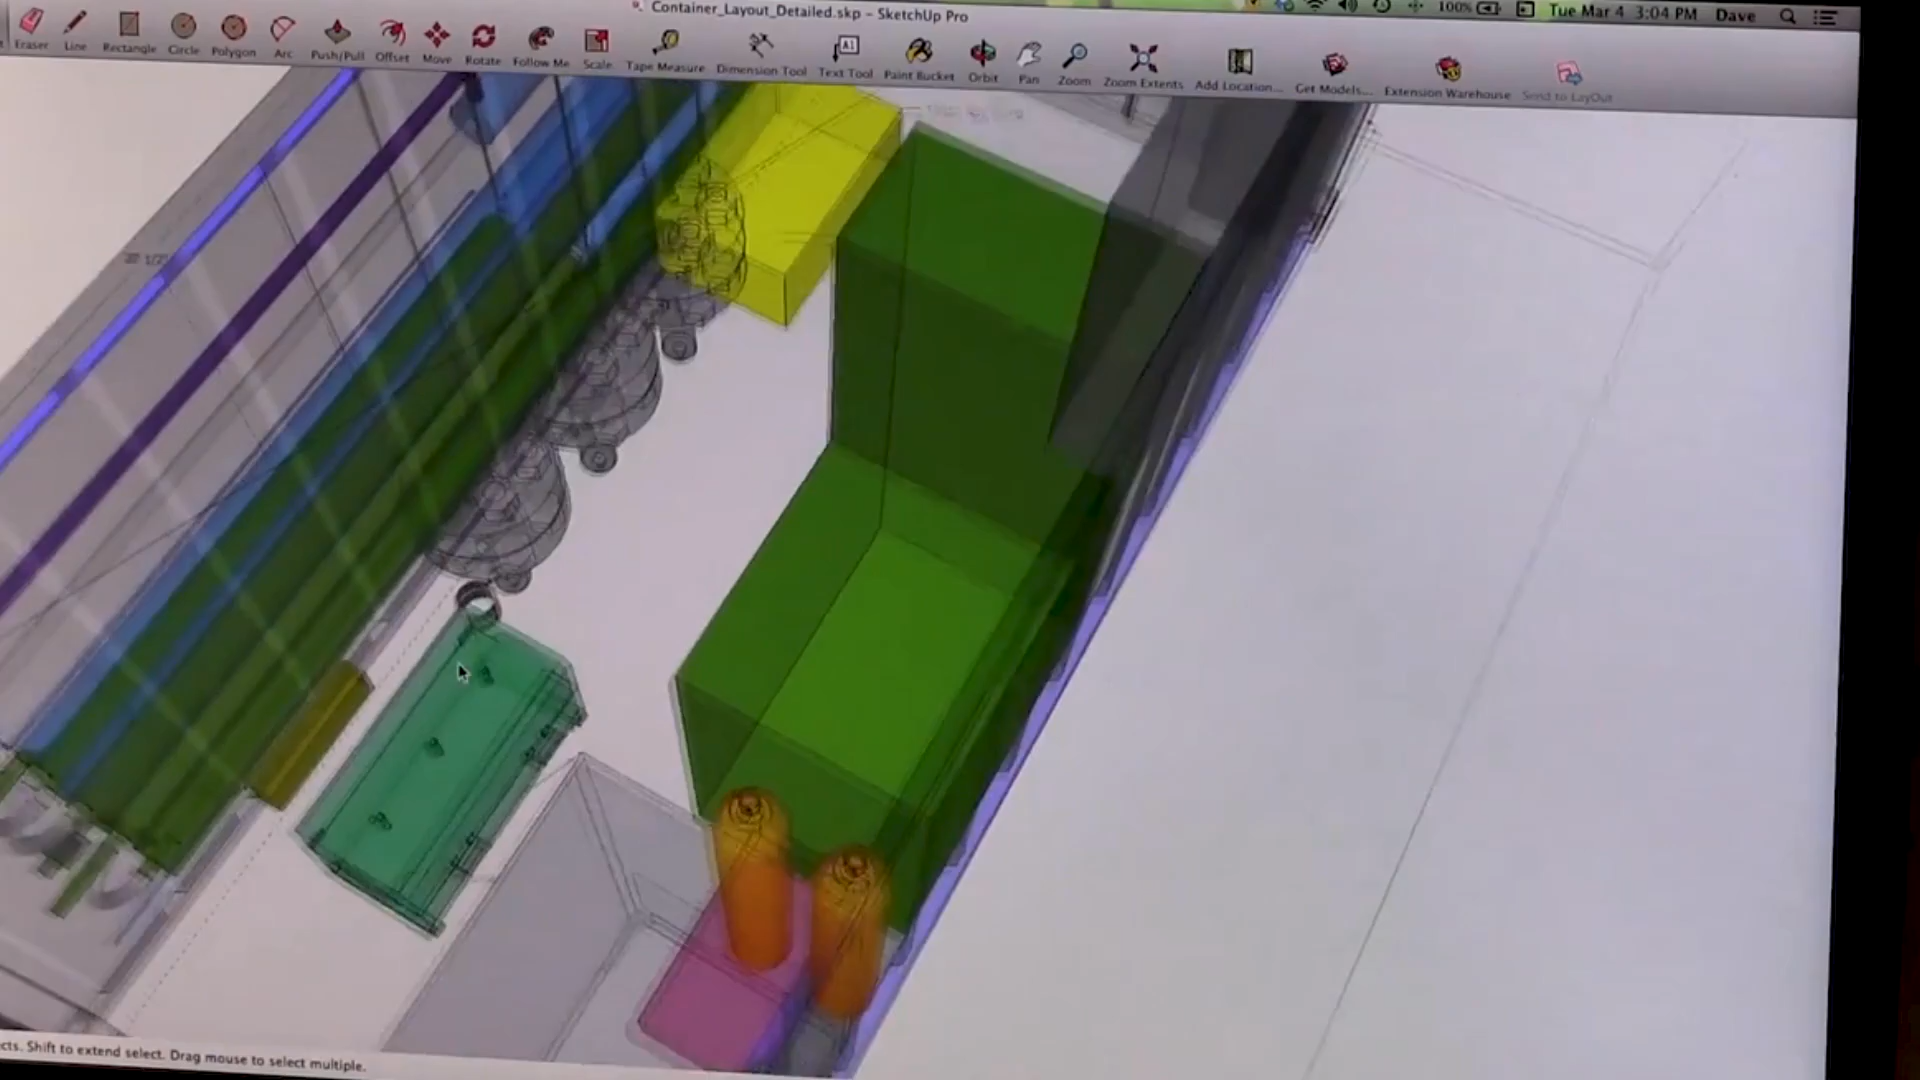 Container_Layout_Detailed.skp – SketchUp Pro
100%
Tue Mar 4 3:04 PM Dave
Eraser Line Rectangle Circle Polygon Arc Push/Pull Offset Move Rotate Follow Me Scale Tape Measure Dimension Tool Text Tool Paint Bucket Orbit Pan Zoom Zoom Extents Add Location... Get Models... Extension Warehouse Send to LayOut
A1
cts. Shift to extend select. Drag mouse to select multiple.